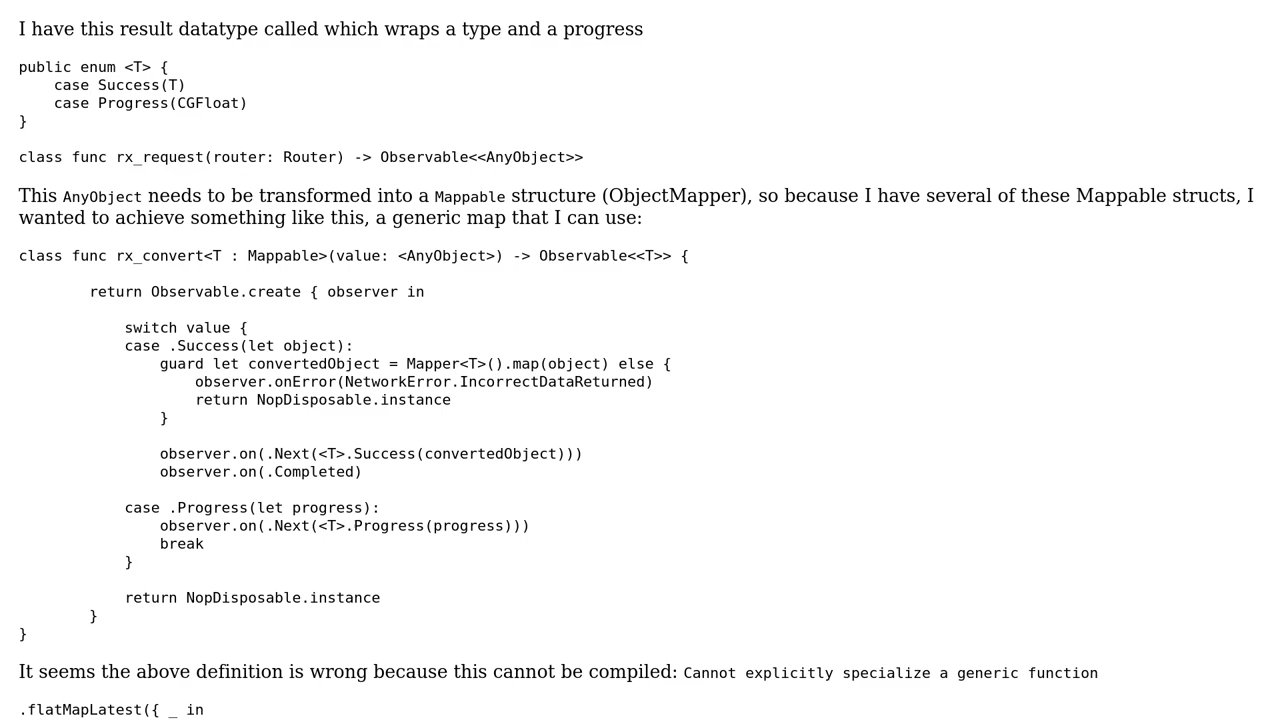 I have this result datatype called which wraps a type and a progress
public enum <T> {
    case Success(T)
    case Progress(CGFloat)
}
class func rx_request(router: Router) -> Observable<<AnyObject>>
This AnyObject needs to be transformed into a Mappable structure (ObjectMapper), so because I have several of these Mappable structs, I
wanted to achieve something like this, a generic map that I can use:
class func rx_convert<T : Mappable>(value: <AnyObject>) -> Observable<<T>> {
        return Observable.create { observer in
            switch value {
            case .Success(let object):
                guard let convertedObject = Mapper<T>().map(object) else {
                    observer.onError(NetworkError.IncorrectDataReturned)
                    return NopDisposable.instance
                }
                observer.on(.Next(<T>.Success(convertedObject)))
                observer.on(.Completed)
            case .Progress(let progress):
                observer.on(.Next(<T>.Progress(progress)))
                break
            }
            return NopDisposable.instance
        }
}
It seems the above definition is wrong because this cannot be compiled: Cannot explicitly specialize a generic function
.flatMapLatest({ _ in